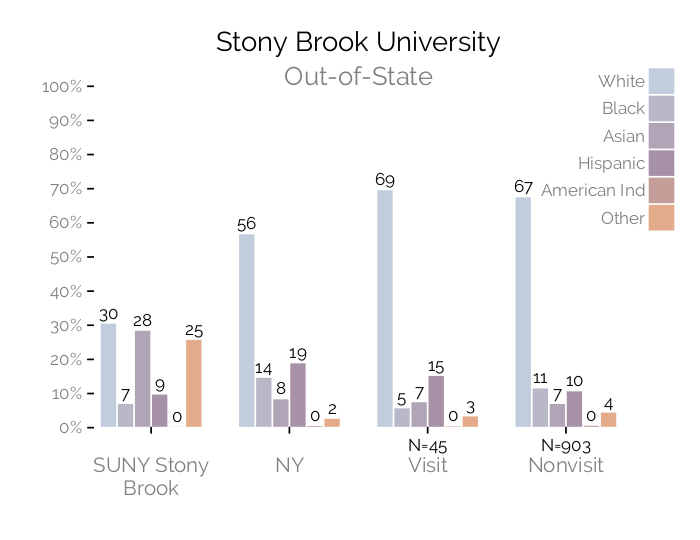 Stony Brook University
Out-of-State
White
Black
Asian
Hispanic
American Ind
Other
100%
90%
80%
70%
60%
50%
40%
30%
20%
10%
0%
30
7
28
9
0
25
56
14
8
19
0
2
69
5
7
15
0
3
67
11
7
10
0
4
N=45
N=903
SUNY Stony
Brook
NY
Visit
Nonvisit